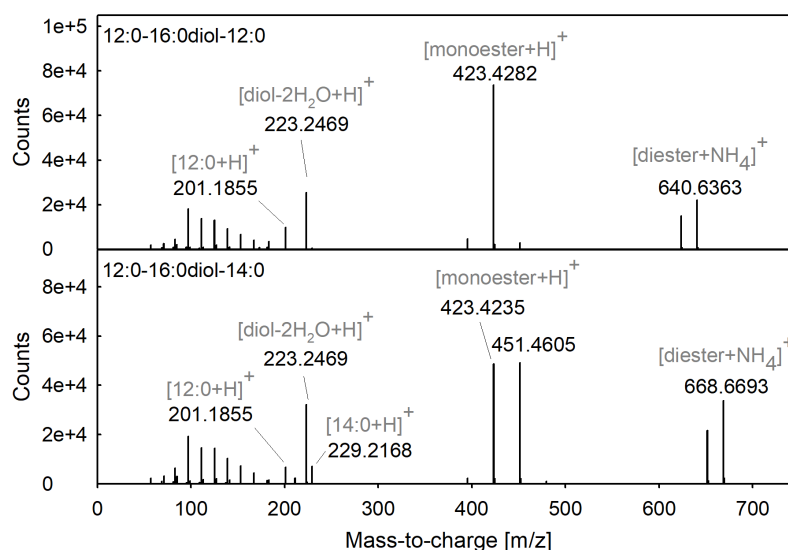 1e+5
12:0-16:0diol-12:0
[monoester+H]+
423.4282
8e+4
[diol-2H2O+H]+
223.2469
6e+4
Counts
[12:0+H]+
201.1855
4e+4
[diester+NH4]+
640.6363
2e+4
0
12:0-16:0diol-14:0
[monoester+H]+
423.4235
451.4605
8e+4
[diol-2H2O+H]+
223.2469
6e+4
Counts
[12:0+H]+
201.1855
[14:0+H]+
229.2168
4e+4
[diester+NH4]+
668.6693
2e+4
0
0 100 200 300 400 500 600 700
Mass-to-charge [m/z]